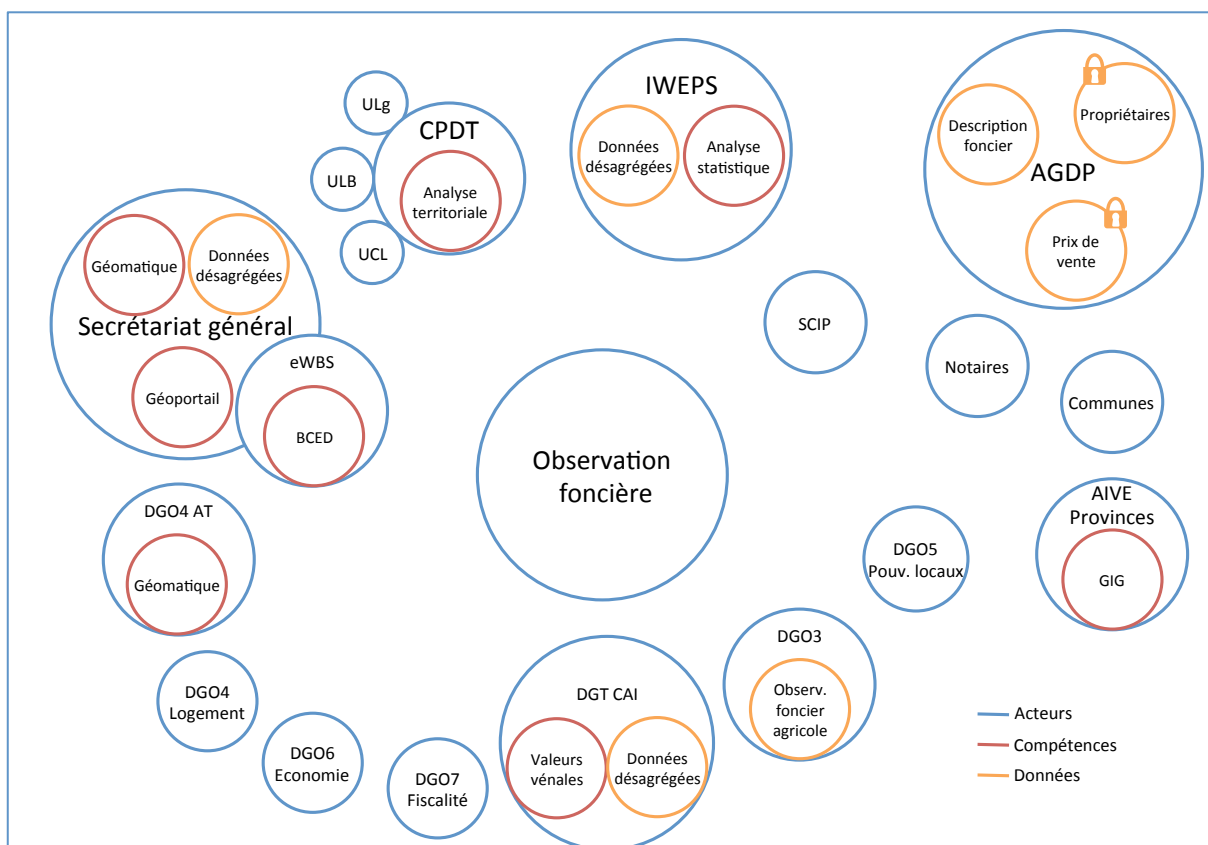 ULg
CPDT
ULB
Analyse
territoriale
UCL
IWEPS
Données
désagrégées
Analyse
statistique
Description
foncier
Propriétaires
AGDP
Prix de
vente
Géomatique
Données
désagrégées
Secrétariat général
Géoportail
eWBS
BCED
SCIP
Notaires
Communes
Observation
foncière
DGO4 AT
Géomatique
DGO5
Pouv. locaux
AIVE
Provinces
GIG
DGO4
Logement
DGO6
Economie
DGO7
Fiscalité
DGT CAI
Valeurs
vénales
Données
désagrégées
DGO3
Observ.
foncier
agricole
Acteurs
Compétences
Données